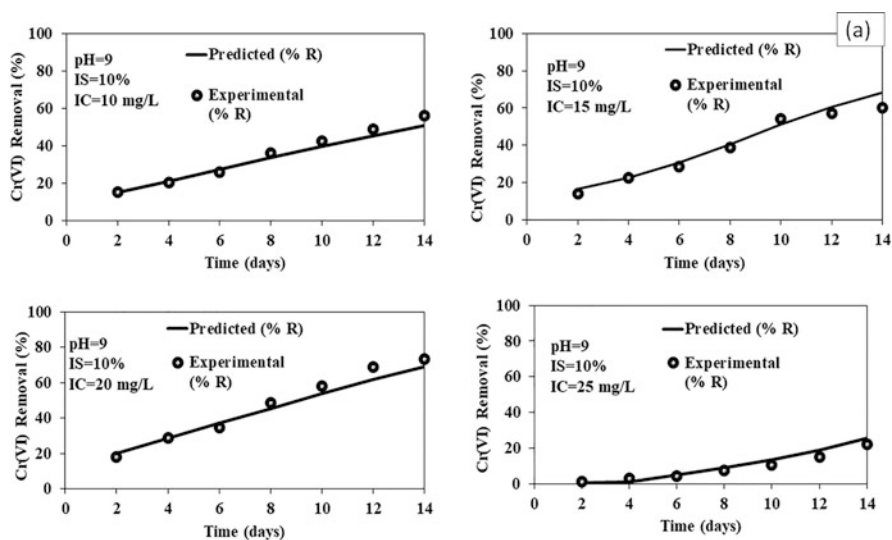 (a)
100
80
60
40
20
0
Cr(VI) Removal (%)
pH=9
IS=10%
IC=10 mg/L
Predicted (% R)
Experimental
(% R)
0 2 4 6 8 10 12 14
Time (days)
100
80
60
40
20
0
Cr(VI) Removal (%)
pH=9
IS=10%
IC=15 mg/L
Predicted (% R)
Experimental
(% R)
0 2 4 6 8 10 12 14
Time (days)
100
80
60
40
20
0
Cr(VI) Removal (%)
pH=9
IS=10%
IC=20 mg/L
Predicted (% R)
Experimental
(% R)
0 2 4 6 8 10 12 14
Time (days)
100
80
60
40
20
0
Cr(VI) Removal (%)
pH=9
IS=10%
IC=25 mg/L
Predicted (% R)
Experimental
(% R)
0 2 4 6 8 10 12 14
Time (days)